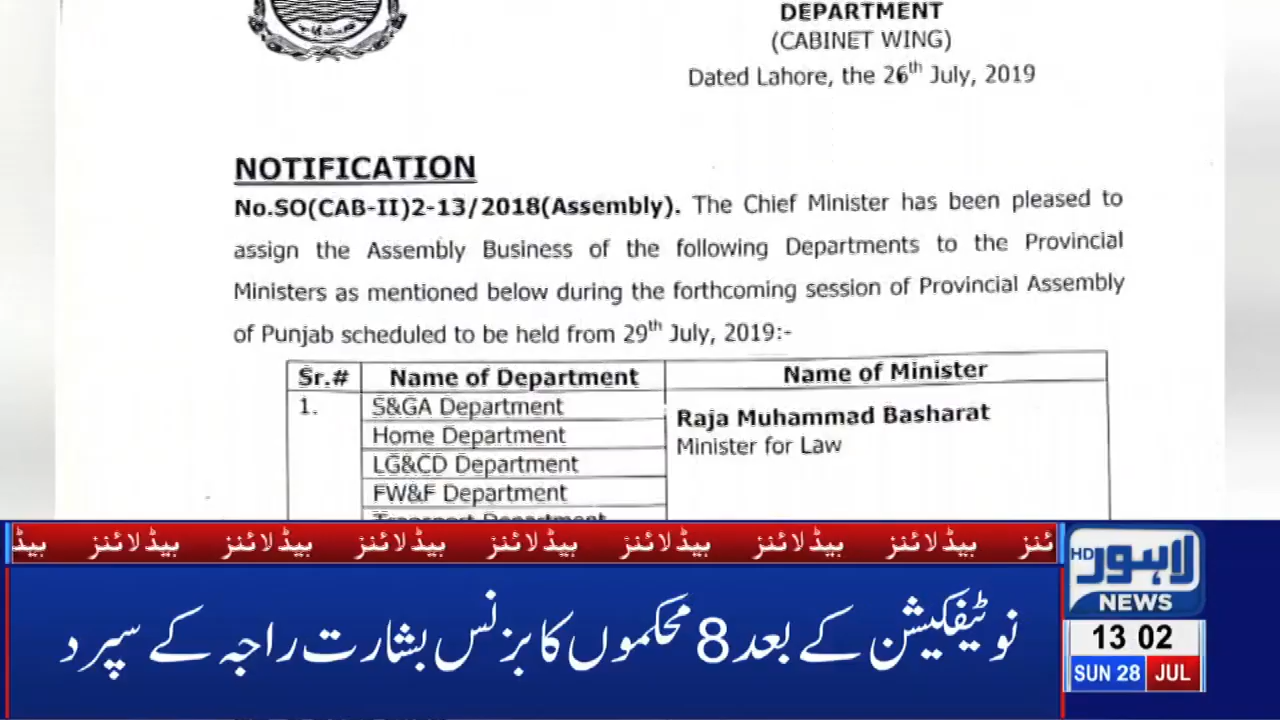 DEPARTMENT
(CABINET WING)
Dated Lahore, the 26th July, 2019
NOTIFICATION
No.SO(CAB-II)2-13/2018(Assembly). The Chief Minister has been pleased to
assign the Assembly Business of the following Departments to the Provincial
Ministers as mentioned below during the forthcoming session of Provincial Assembly
of Punjab scheduled to be held from 29th July, 2019:-
Sr.# Name of Department Name of Minister
1. S&GA Department Raja Muhammad Basharat
Home Department Minister for Law
LG&CD Department
FW&F Department
Transport Department
ہیڈلائنز ہیڈلائنز ہیڈلائنز ہیڈلائنز ہیڈلائنز ہیڈلائنز ہیڈلائنز
نوٹیفکیشن کے بعد 8 محکموں کا بزنس بشارت راجہ کے سپرد
HD لاہور
NEWS
13 02
SUN 28 JUL